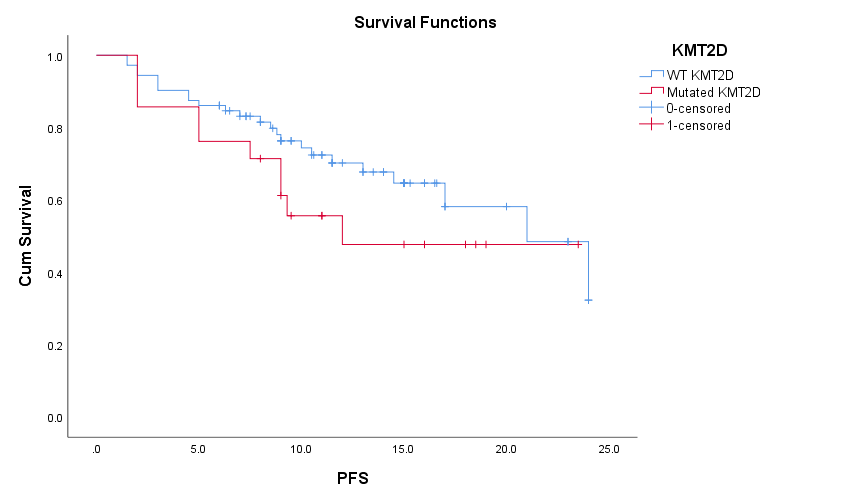 Survival Functions
KMT2D
WT KMT2D
Mutated KMT2D
0-censored
1-censored
Cum Survival
1.0
0.8
0.6
0.4
0.2
0.0
.0 5.0 10.0 15.0 20.0 25.0
PFS